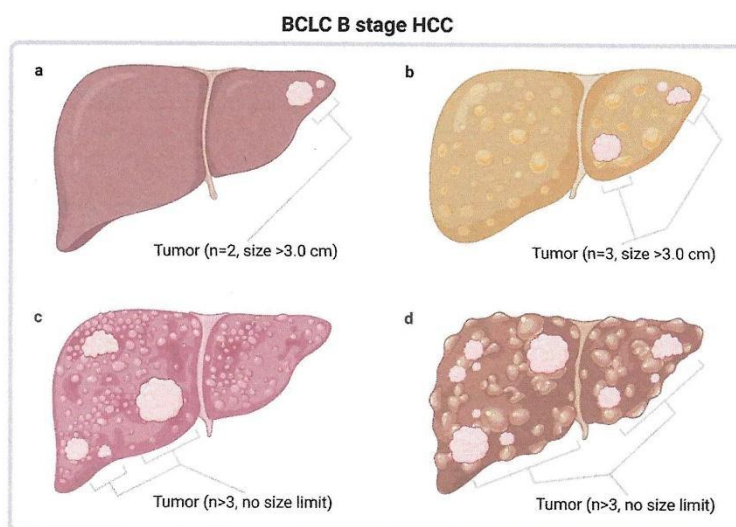 BCLC B stage HCC
a
b
Tumor (n=2, size >3.0 cm)
Tumor (n=3, size >3.0 cm)
c
d
Tumor (n>3, no size limit)
Tumor (n>3, no size limit)